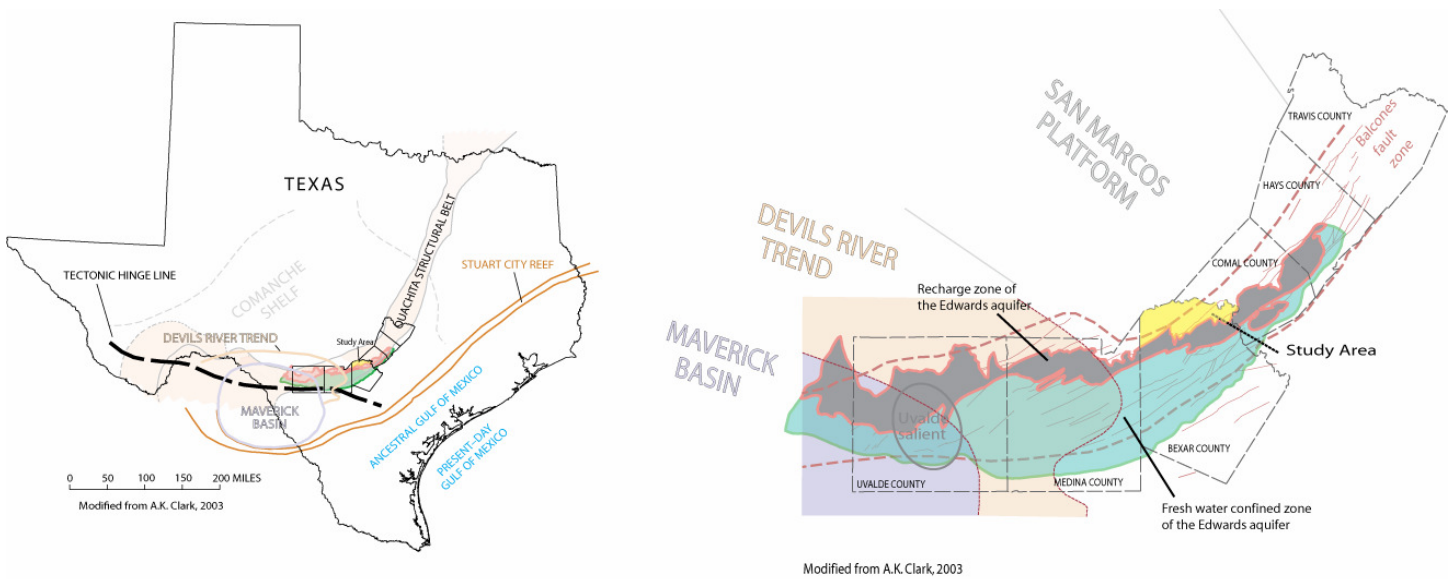 TEXAS
TECTONIC HINGE LINE
COMANCHE
SHELF
OUACHITA STRUCTURAL BELT
STUART CITY REEF
DEVILS RIVER TREND
Study Area
MAVERICK
BASIN
ANCESTRAL GULF OF MEXICO
PRESENT-DAY
GULF OF MEXICO
0 50 100 150 200 MILES
Modified from A.K. Clark, 2003
SAN MARCOS
PLATFORM
TRAVIS COUNTY
Balcones
fault
zone
HAYS COUNTY
DEVILS RIVER
TREND
COMAL COUNTY
Recharge zone of
the Edwards aquifer
MAVERICK
BASIN
Study Area
Uvalde
salient
BEXAR COUNTY
UVALDE COUNTY
MEDINA COUNTY
Fresh water confined zone
of the Edwards aquifer
Modified from A.K. Clark, 2003